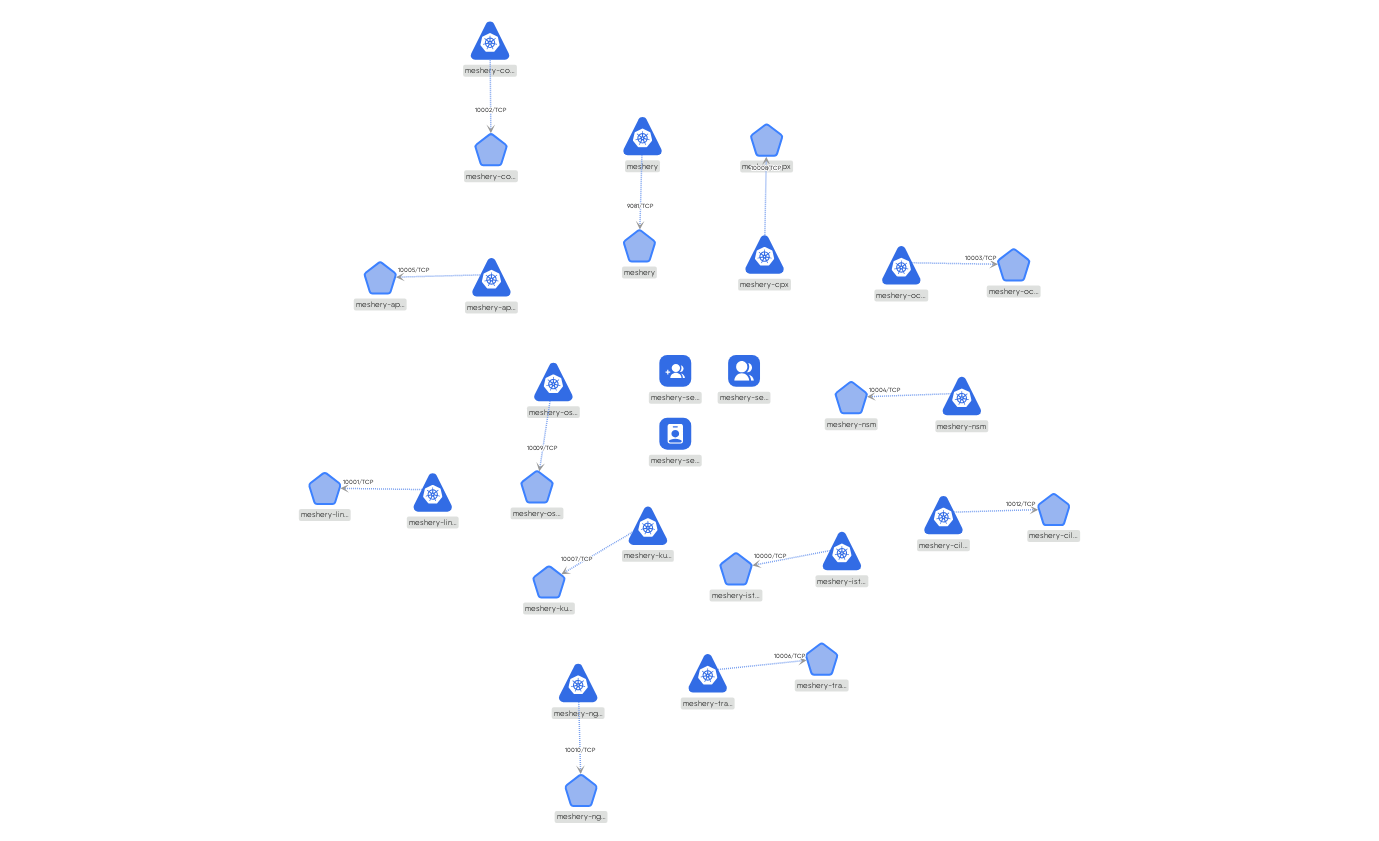 meshery-co...
10002/TCP
meshery-co...
meshery
9081/TCP
meshery
10008/TCP
meshery-cpx
10005/TCP
meshery-ap...
meshery-ap...
10003/TCP
meshery-oc...
meshery-oc...
meshery-os...
10009/TCP
meshery-os...
meshery-se...
meshery-se...
meshery-se...
10004/TCP
meshery-nsm
meshery-nsm
10001/TCP
meshery-lin...
meshery-lin...
meshery-ku...
10007/TCP
meshery-ku...
10000/TCP
meshery-ist...
meshery-ist...
10012/TCP
meshery-cil...
meshery-cil...
10006/TCP
meshery-tra...
meshery-tra...
meshery-ng...
10010/TCP
meshery-ng...